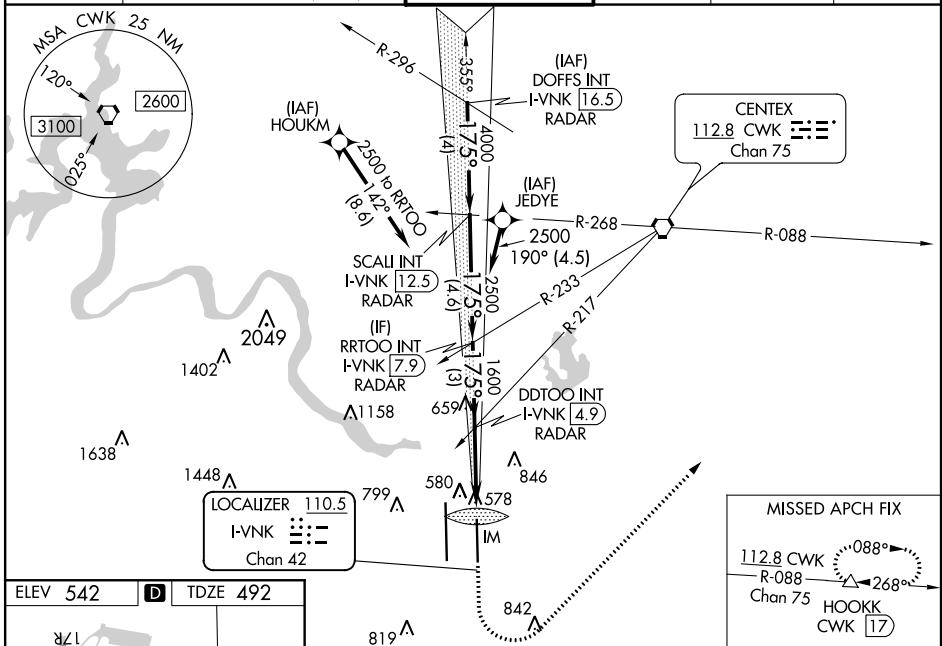 MSA CWK 25 NM
120°
2600
3100
025°
R-296
355°
(IAF)
DOFFS INT
I-VNK 16.5
RADAR
(IAF)
HOUKM
2500 to RRTOO
142°
(8.6)
4000
175°
(4)
CENTEX
112.8 CWK
Chan 75
(IAF)
JEDYE
R-268
R-088
2500
190° (4.5)
SCALI INT
I-VNK 12.5
RADAR
2500
175°
(4.6)
R-233
R-217
(IF)
RRTOO INT
I-VNK 7.9
RADAR
1600
175°
(3)
DDTOO INT
I-VNK 4.9
RADAR
2049
1402
1158
659
1638
1448
799
580
578
846
LOCALIZER 110.5
I-VNK
Chan 42
IM
MISSED APCH FIX
112.8 CWK
R-088
Chan 75
088°
268°
HOOKK
CWK 17
842
819
ELEV 542
D
TDZE 492
17R